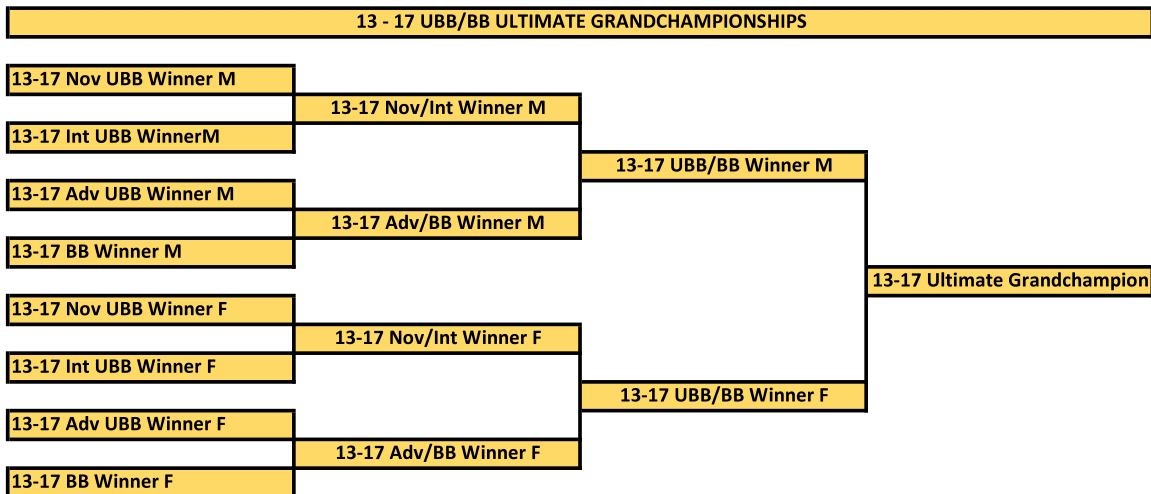 13 - 17 UBB/BB ULTIMATE GRANDCHAMPIONSHIPS
13-17 Nov UBB Winner M
13-17 Nov/Int Winner M
13-17 Int UBB WinnerM
13-17 UBB/BB Winner M
13-17 Adv UBB Winner M
13-17 Adv/BB Winner M
13-17 BB Winner M
13-17 Ultimate Grandchampion
13-17 Nov UBB Winner F
13-17 Nov/Int Winner F
13-17 Int UBB Winner F
13-17 UBB/BB Winner F
13-17 Adv UBB Winner F
13-17 Adv/BB Winner F
13-17 BB Winner F